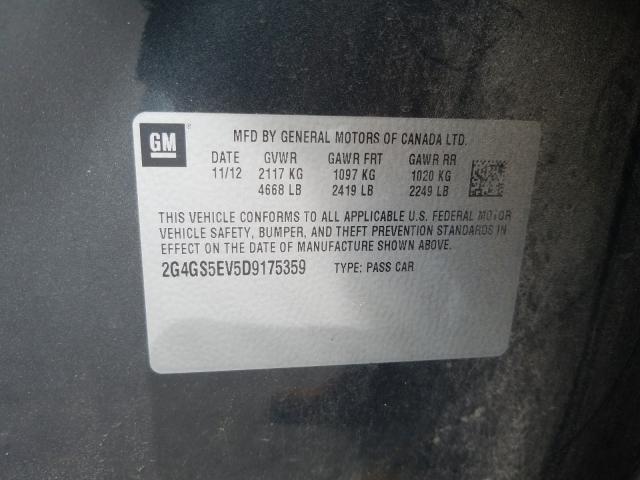 GM
MFD BY GENERAL MOTORS OF CANADA LTD.
DATE GVWR GAWR FRT GAWR RR
11/12 2117 KG 1097 KG 1020 KG
4668 LB 2419 LB 2249 LB
THIS VEHICLE CONFORMS TO ALL APPLICABLE U.S. FEDERAL MOTOR
VEHICLE SAFETY, BUMPER, AND THEFT PREVENTION STANDARDS IN
EFFECT ON THE DATE OF MANUFACTURE SHOWN ABOVE.
2G4GS5EV5D9175359 TYPE: PASS CAR